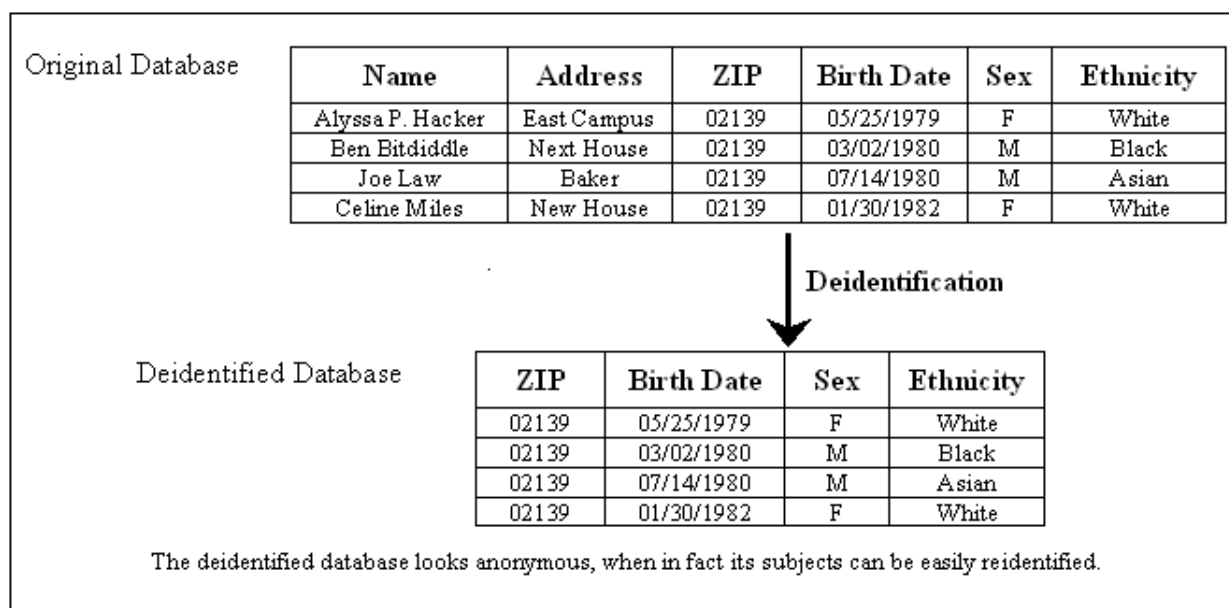 Original Database
Name Address ZIP Birth Date Sex Ethnicity
Alyssa P. Hacker East Campus 02139 05/25/1979 F White
Ben Bitdiddle Next House 02139 03/02/1980 M Black
Joe Law Baker 02139 07/14/1980 M Asian
Celine Miles New House 02139 01/30/1982 F White
Deidentification
Deidentified Database
ZIP Birth Date Sex Ethnicity
02139 05/25/1979 F White
02139 03/02/1980 M Black
02139 07/14/1980 M Asian
02139 01/30/1982 F White
The deidentified database looks anonymous, when in fact its subjects can be easily reidentified.